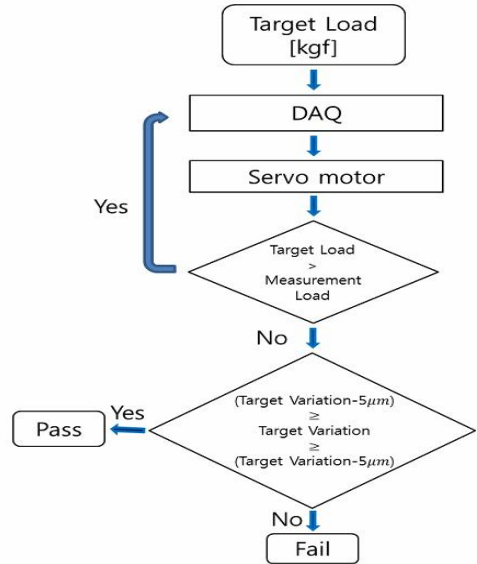 Target Load
[kgf]
DAQ
Servo motor
Yes
Target Load
>
Measurement
Load
No
(Target Variation-5μm)
≥
Target Variation
≥
(Target Variation-5μm)
Yes
Pass
No
Fail